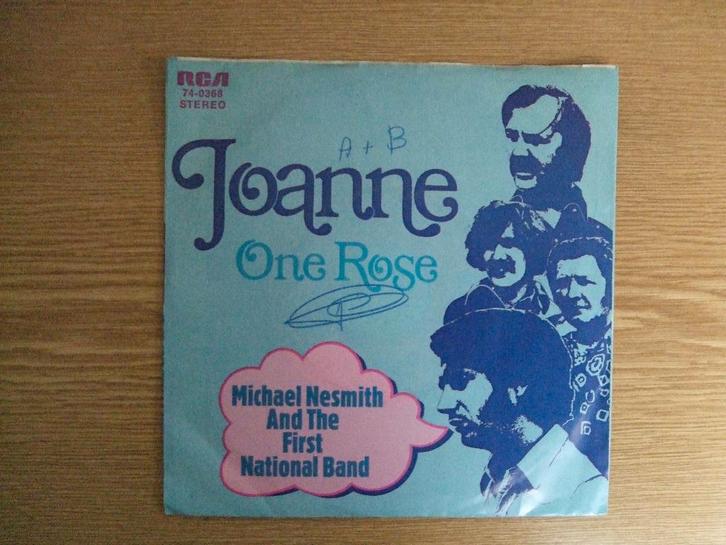 RCA
74-0368
STEREO
A + B
Joanne
One Rose
Michael Nesmith
And The
First
National Band